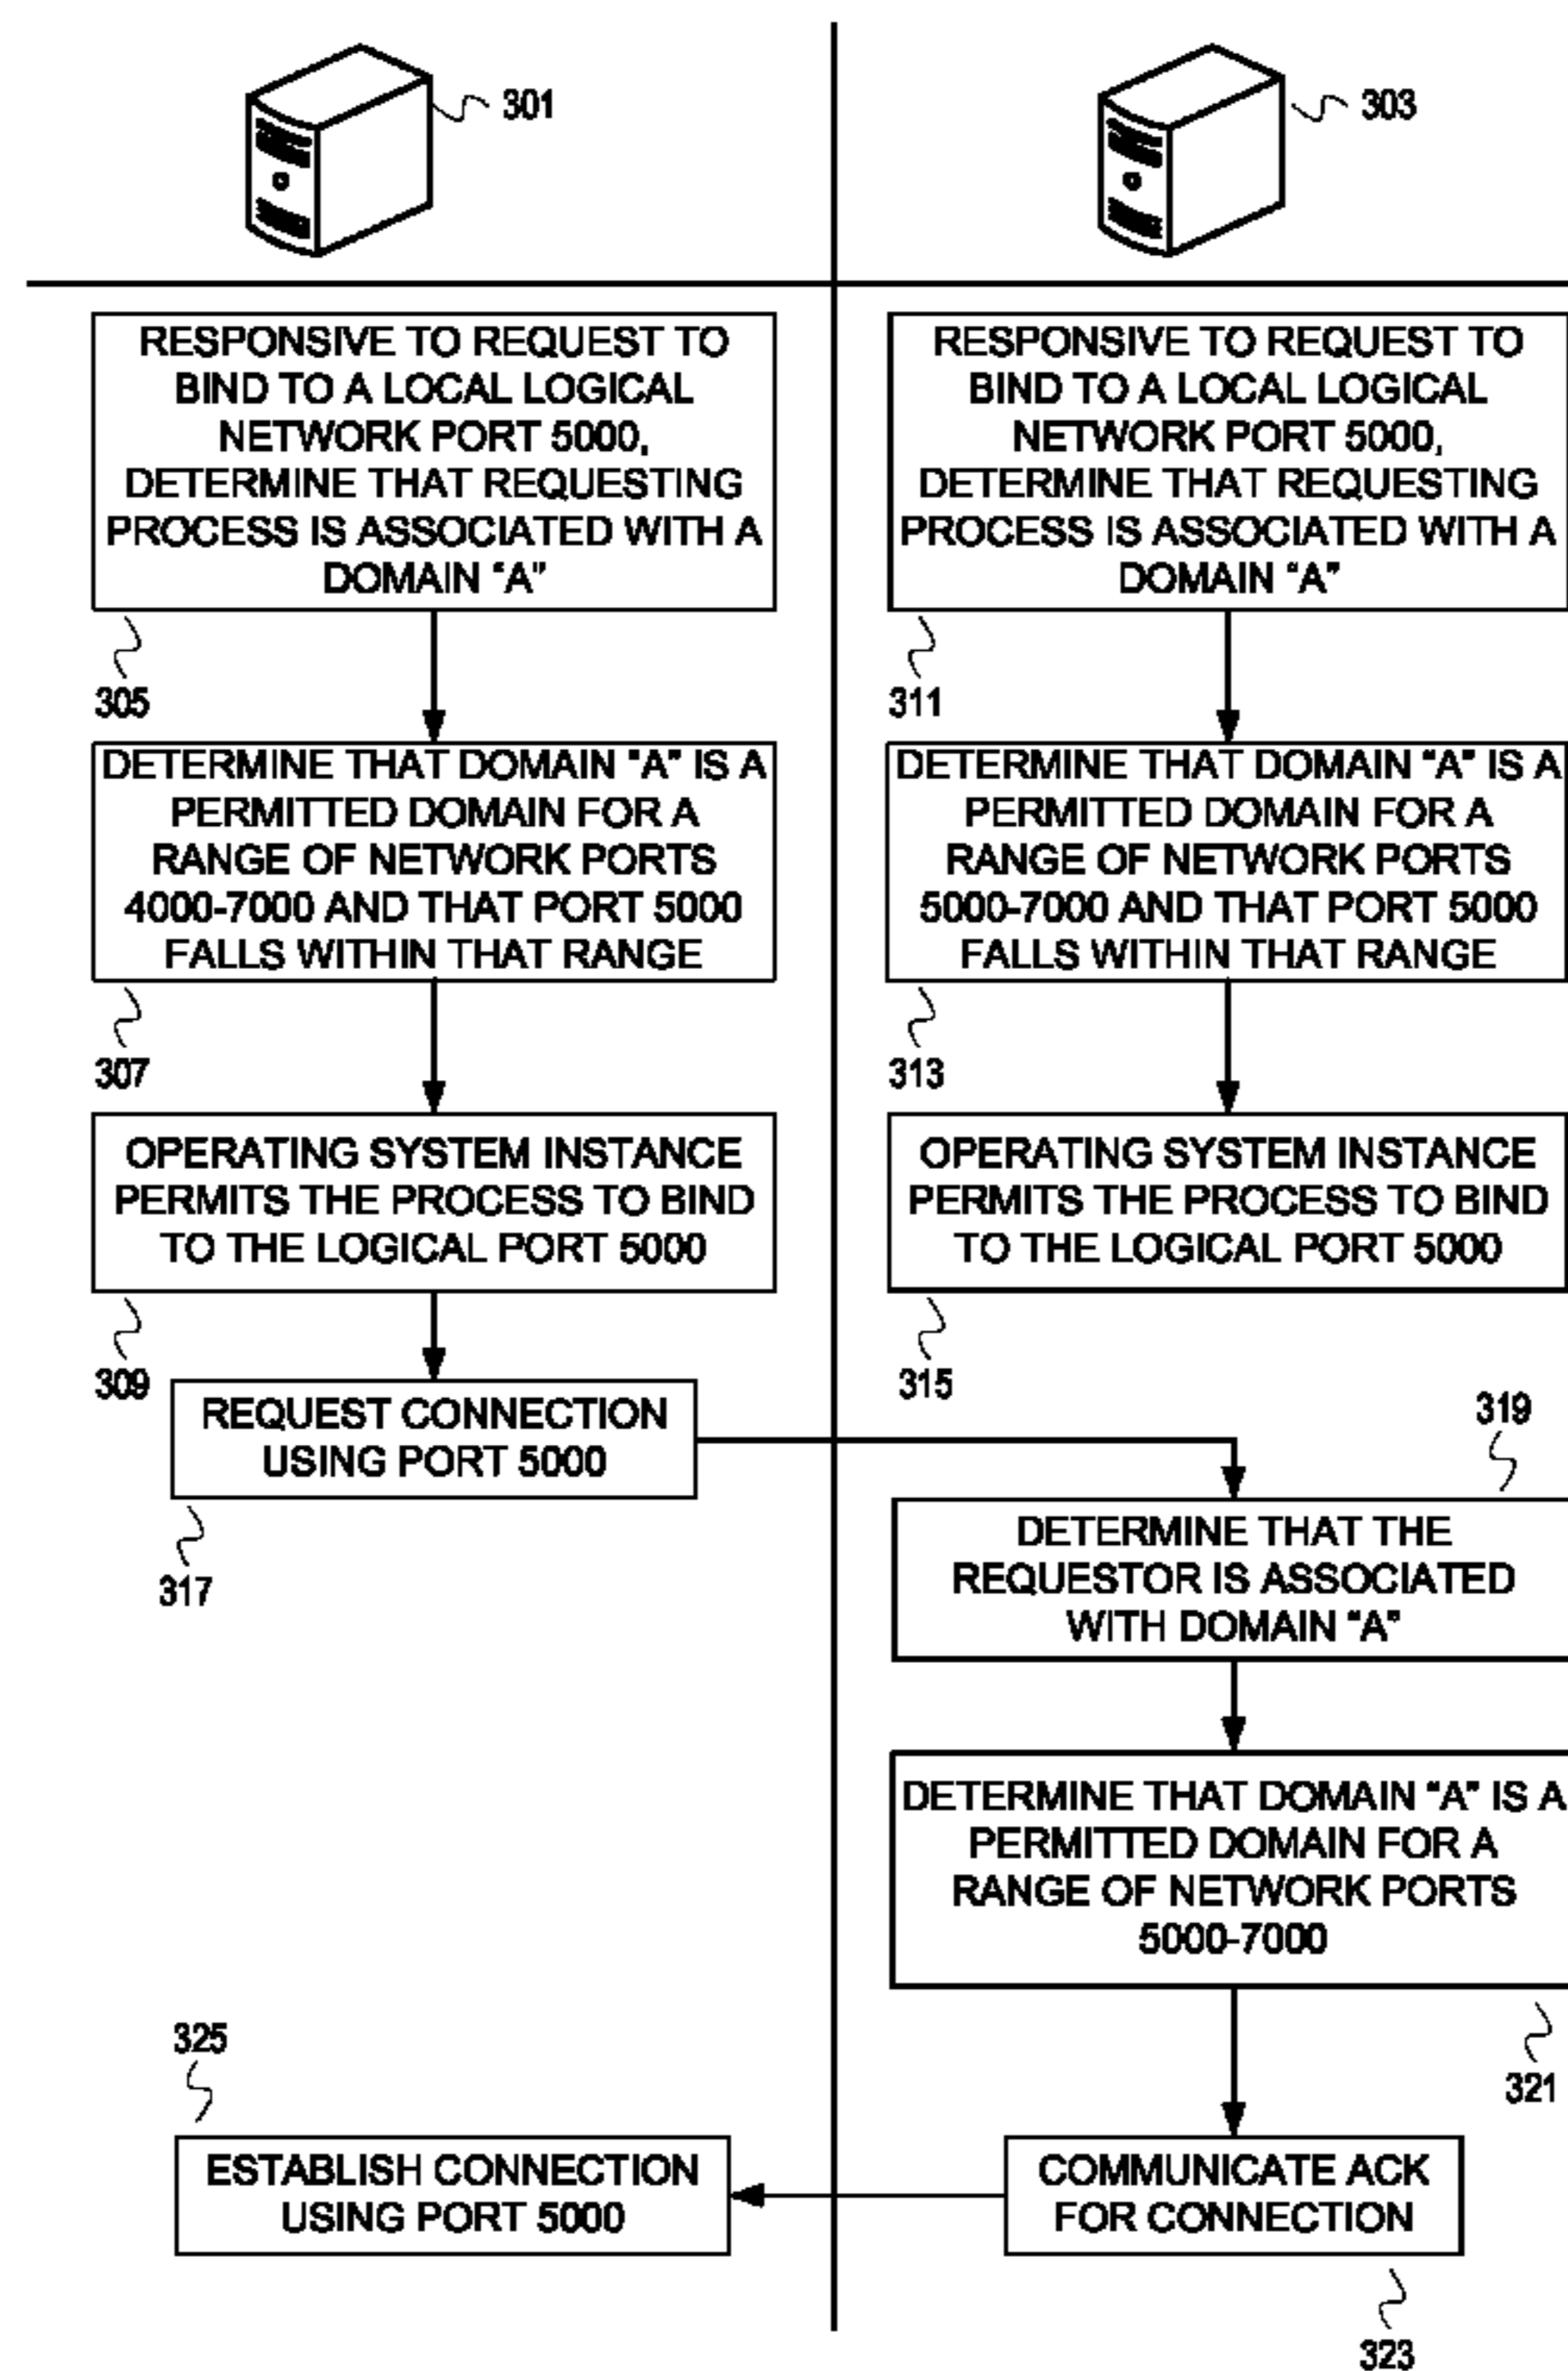 301
303
RESPONSIVE TO REQUEST TO
BIND TO A LOCAL LOGICAL
NETWORK PORT 5000,
DETERMINE THAT REQUESTING
PROCESS IS ASSOCIATED WITH A
DOMAIN "A"
305
DETERMINE THAT DOMAIN "A" IS A
PERMITTED DOMAIN FOR A
RANGE OF NETWORK PORTS
4000-7000 AND THAT PORT 5000
FALLS WITHIN THAT RANGE
307
OPERATING SYSTEM INSTANCE
PERMITS THE PROCESS TO BIND
TO THE LOGICAL PORT 5000
309
REQUEST CONNECTION
USING PORT 5000
317
RESPONSIVE TO REQUEST TO
BIND TO A LOCAL LOGICAL
NETWORK PORT 5000,
DETERMINE THAT REQUESTING
PROCESS IS ASSOCIATED WITH A
DOMAIN "A"
311
DETERMINE THAT DOMAIN "A" IS A
PERMITTED DOMAIN FOR A
RANGE OF NETWORK PORTS
5000-7000 AND THAT PORT 5000
FALLS WITHIN THAT RANGE
313
OPERATING SYSTEM INSTANCE
PERMITS THE PROCESS TO BIND
TO THE LOGICAL PORT 5000
315
319
DETERMINE THAT THE
REQUESTOR IS ASSOCIATED
WITH DOMAIN "A"
DETERMINE THAT DOMAIN "A" IS A
PERMITTED DOMAIN FOR A
RANGE OF NETWORK PORTS
5000-7000
321
COMMUNICATE ACK
FOR CONNECTION
323
325
ESTABLISH CONNECTION
USING PORT 5000